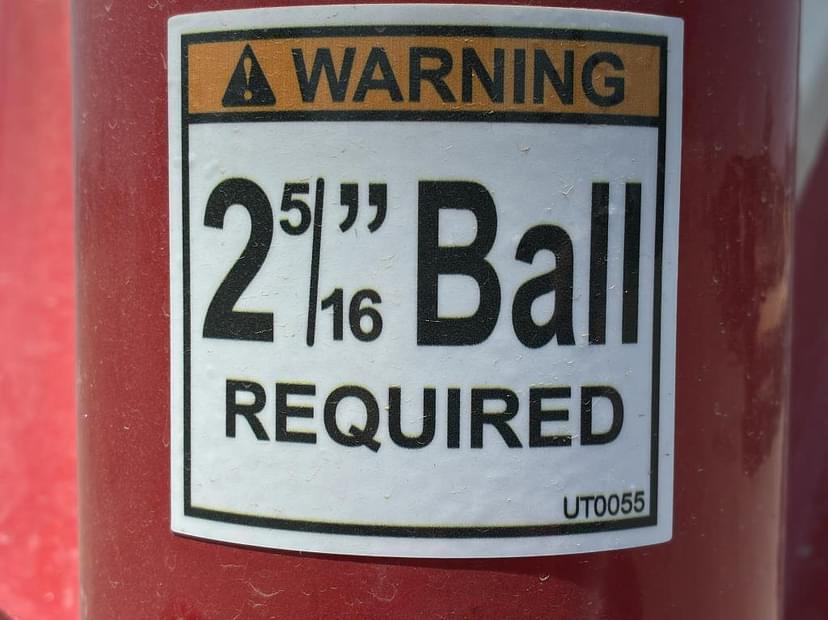 WARNING
2 5/16” Ball
REQUIRED
UT0055